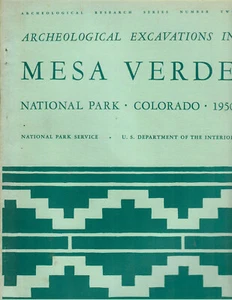 ARCHEOLOGICAL RESEARCH SERIES NUMBER
ARCHEOLOGICAL EXCAVATIONS IN
MESA VERDE
NATIONAL PARK · COLORADO · 1950
NATIONAL PARK SERVICE · U. S. DEPARTMENT OF THE INTERIOR